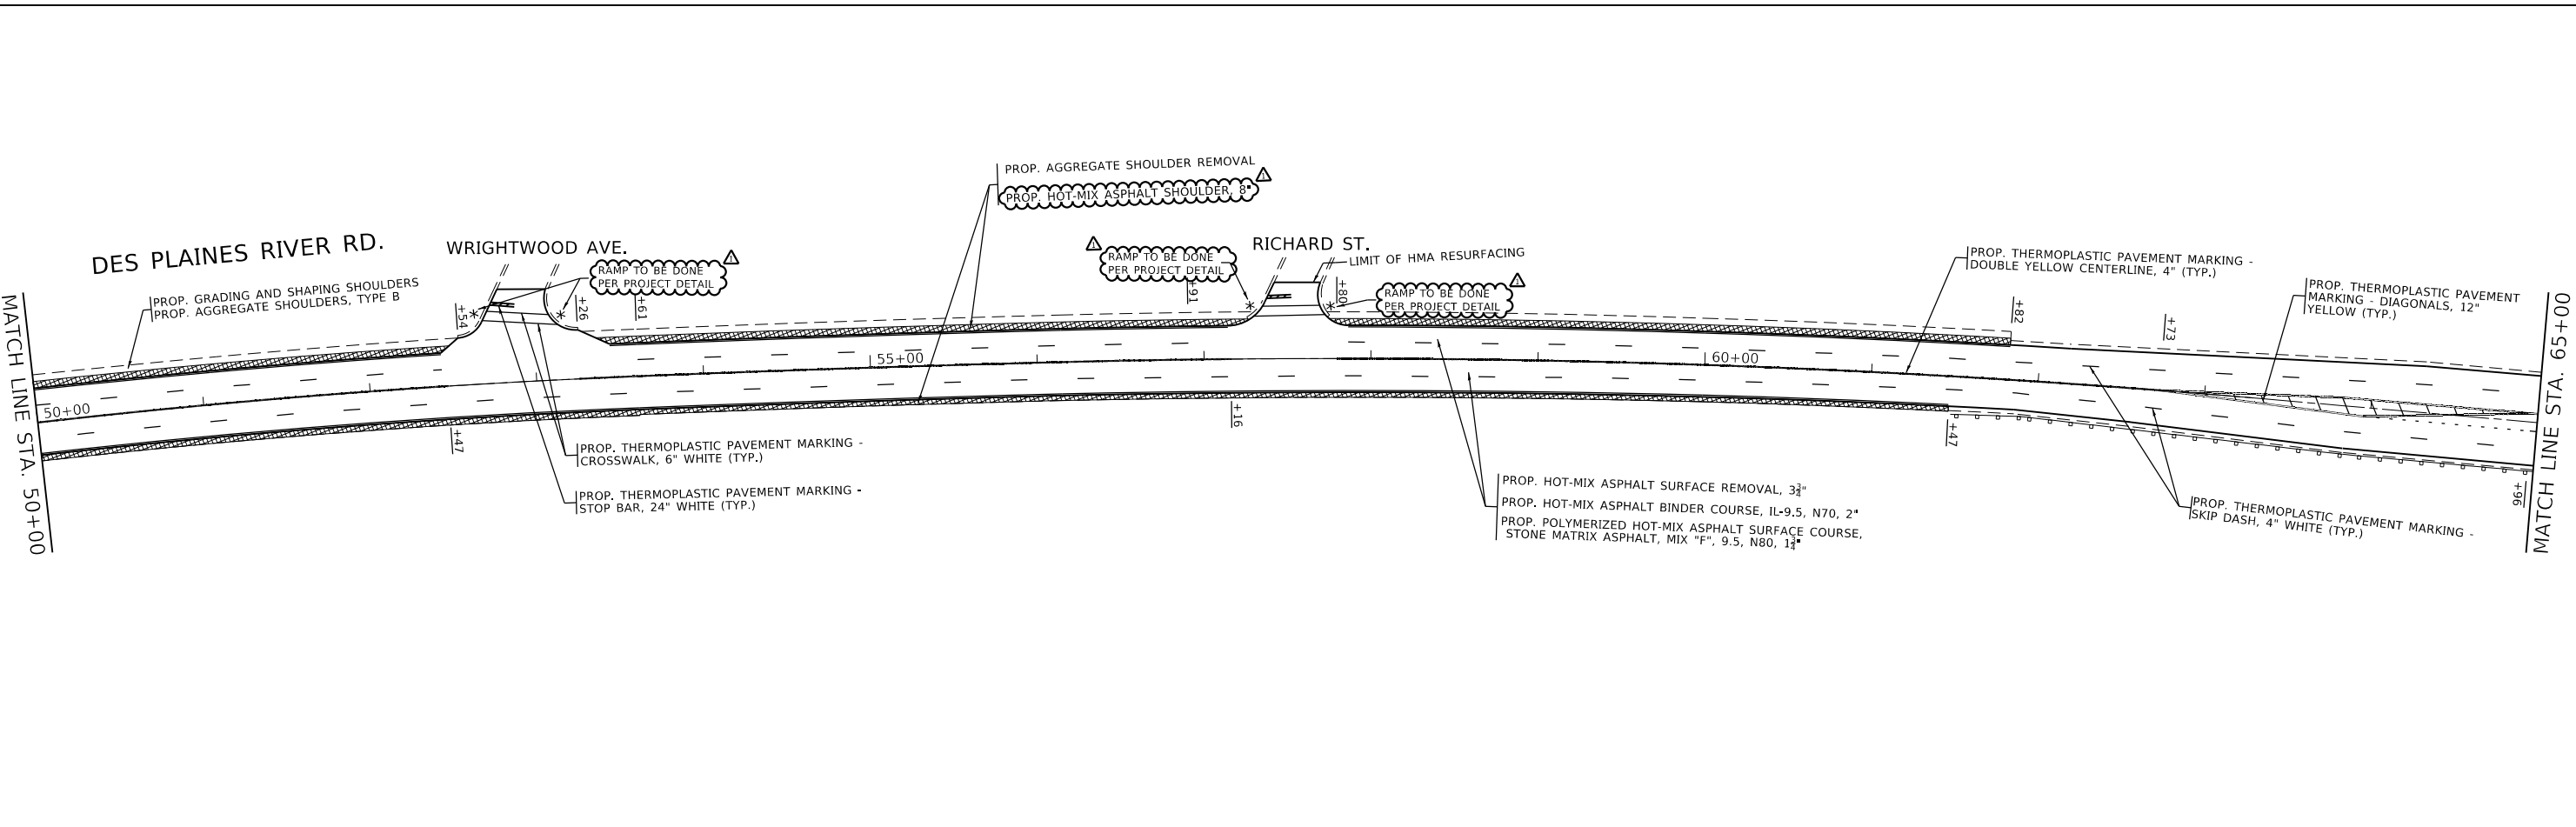 PROP. AGGREGATE SHOULDER REMOVAL
PROP. HOT-MIX ASPHALT SHOULDER, 8"
1
DES PLAINES RIVER RD.
WRIGHTWOOD AVE.
RICHARD ST.
LIMIT OF HMA RESURFACING
RAMP TO BE DONE
PER PROJECT DETAIL
1
RAMP TO BE DONE
PER PROJECT DETAIL
1
RAMP TO BE DONE
PER PROJECT DETAIL
1
PROP. GRADING AND SHAPING SHOULDERS
PROP. AGGREGATE SHOULDERS, TYPE B
PROP. THERMOPLASTIC PAVEMENT MARKING -
DOUBLE YELLOW CENTERLINE, 4" (TYP.)
PROP. THERMOPLASTIC PAVEMENT
MARKING - DIAGONALS, 12"
YELLOW (TYP.)
MATCH LINE STA. 50+00
MATCH LINE STA. 65+00
+54
+26
+61
+91
+80
+82
+73
50+00
55+00
60+00
+47
+16
+47
+96
PROP. THERMOPLASTIC PAVEMENT MARKING -
CROSSWALK, 6" WHITE (TYP.)
PROP. THERMOPLASTIC PAVEMENT MARKING -
STOP BAR, 24" WHITE (TYP.)
PROP. HOT-MIX ASPHALT SURFACE REMOVAL, 3¾"
PROP. HOT-MIX ASPHALT BINDER COURSE, IL-9.5, N70, 2"
PROP. POLYMERIZED HOT-MIX ASPHALT SURFACE COURSE,
STONE MATRIX ASPHALT, MIX "F", 9.5, N80, 1¾"
PROP. THERMOPLASTIC PAVEMENT MARKING -
SKIP DASH, 4" WHITE (TYP.)